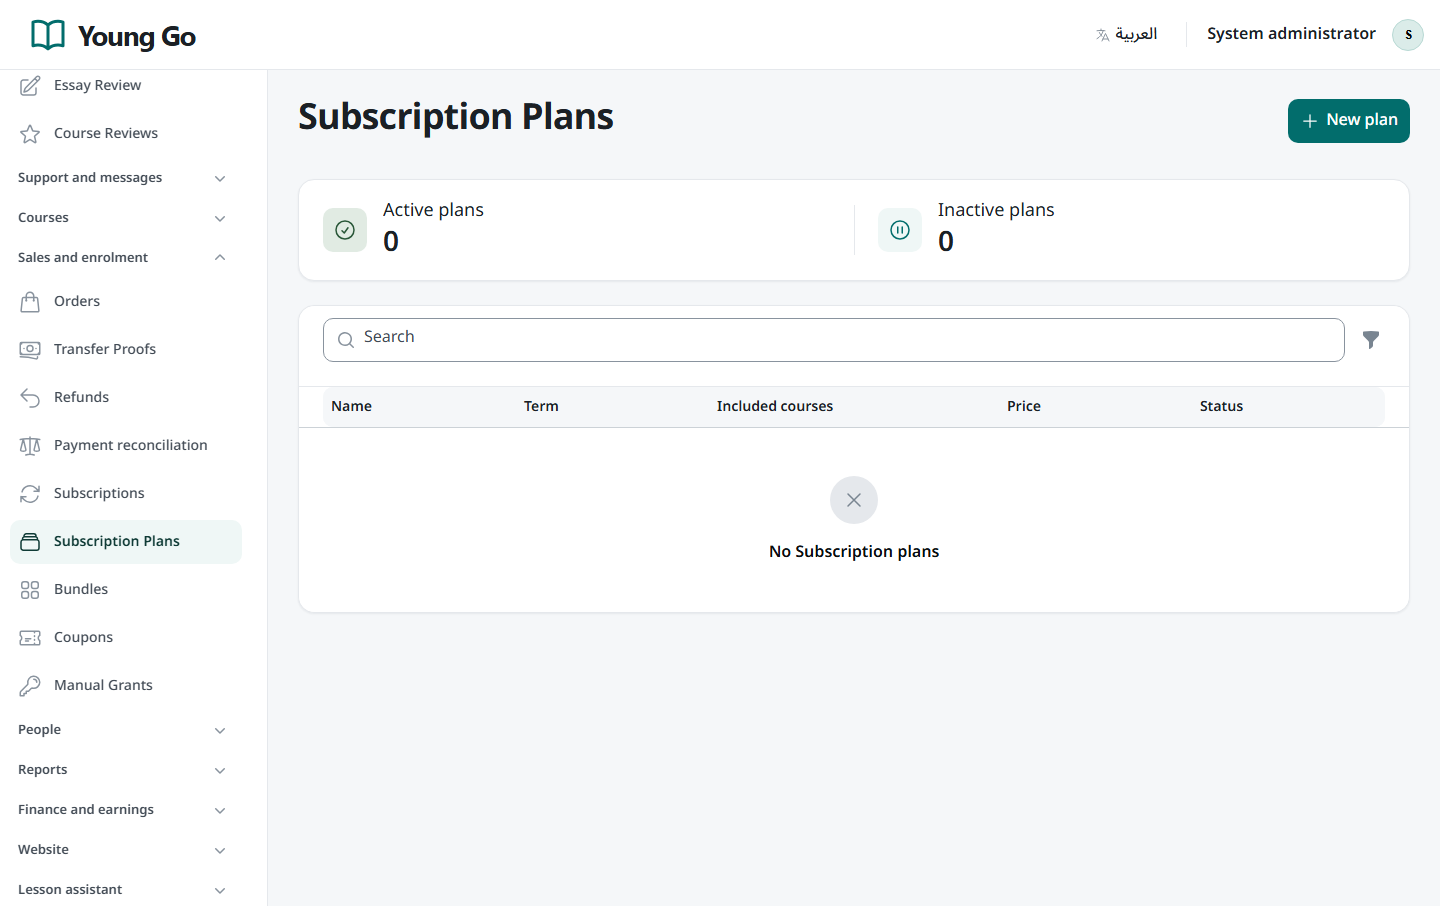 Young Go
العربية
System administrator
S
Essay Review
Course Reviews
Support and messages
Courses
Sales and enrolment
Orders
Transfer Proofs
Refunds
Payment reconciliation
Subscriptions
Subscription Plans
Bundles
Coupons
Manual Grants
People
Reports
Finance and earnings
Website
Lesson assistant
Subscription Plans
New plan
Active plans
0
Inactive plans
0
Search
Name Term Included courses Price Status
No Subscription plans